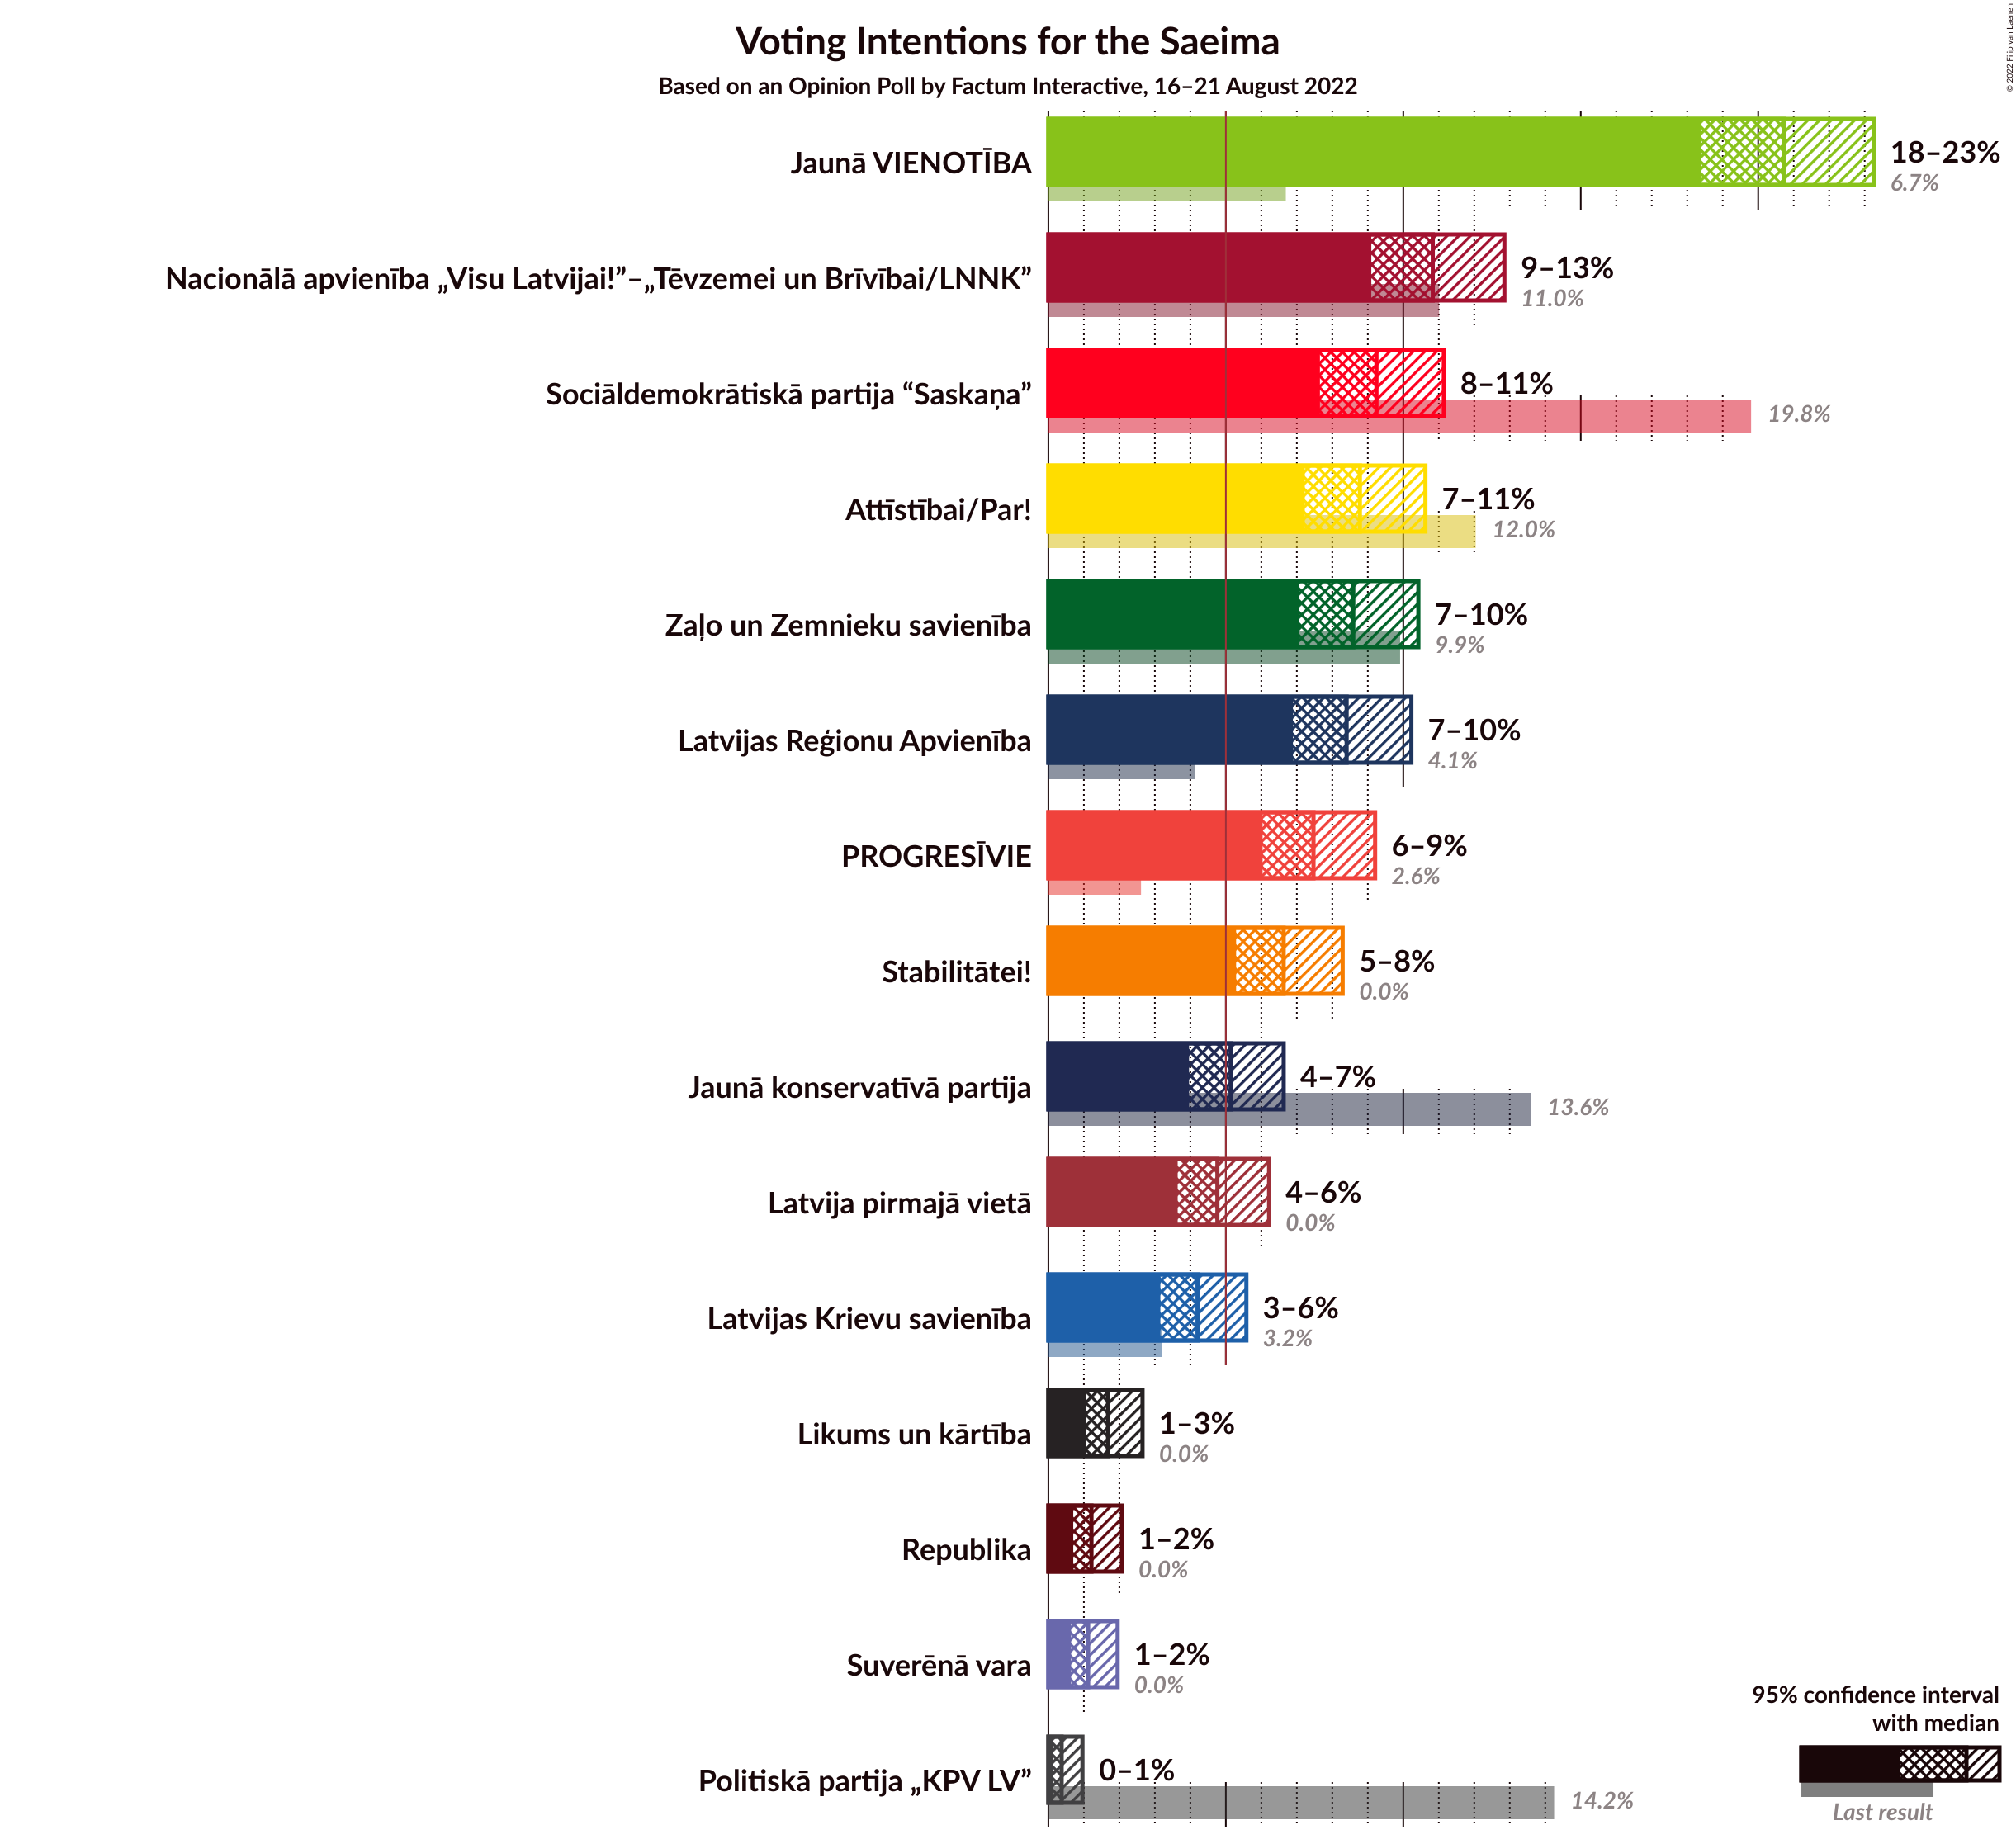 Voting Intentions for the Saeima
Based on an Opinion Poll by Factum Interactive, 16–21 August 2022
© 2022 Filip van Laenen
Jaunā VIENOTĪBA
18–23%
6.7%
Nacionālā apvienība „Visu Latvijai!”–„Tēvzemei un Brīvībai/LNNK”
9–13%
11.0%
Sociāldemokrātiskā partija “Saskaņa”
8–11%
19.8%
Attīstībai/Par!
7–11%
12.0%
Zaļo un Zemnieku savienība
7–10%
9.9%
Latvijas Reģionu Apvienība
7–10%
4.1%
PROGRESĪVIE
6–9%
2.6%
Stabilitātei!
5–8%
0.0%
Jaunā konservatīvā partija
4–7%
13.6%
Latvija pirmajā vietā
4–6%
0.0%
Latvijas Krievu savienība
3–6%
3.2%
Likums un kārtība
1–3%
0.0%
Republika
1–2%
0.0%
Suverēnā vara
1–2%
0.0%
Politiskā partija „KPV LV”
0–1%
14.2%
95% confidence interval
with median
Last result